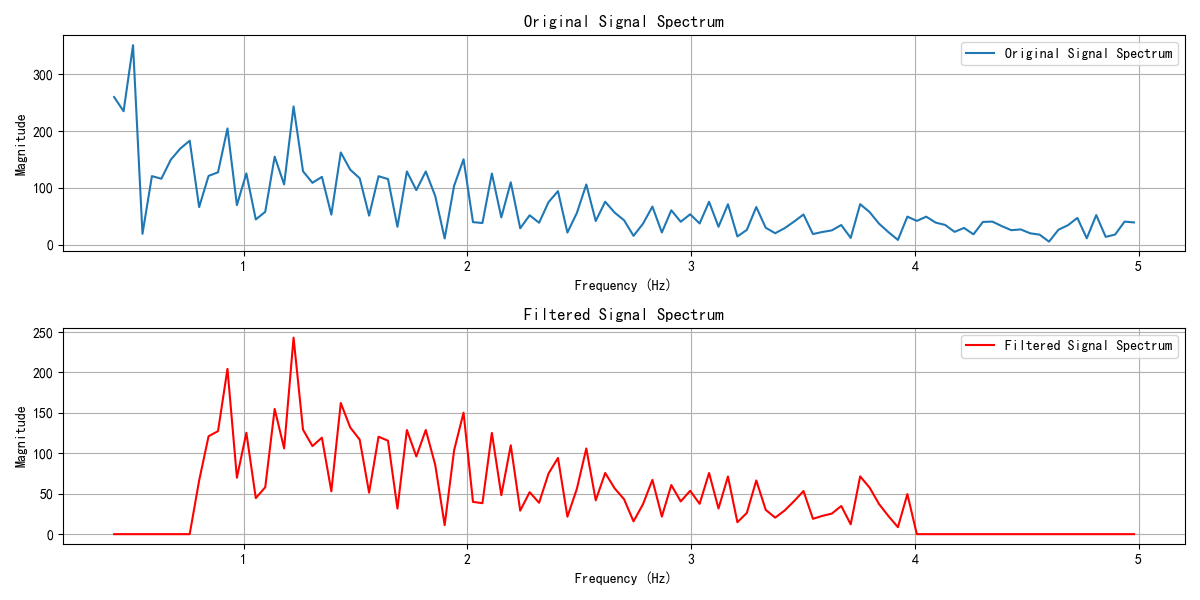 Original Signal Spectrum
Original Signal Spectrum
Magnitude
300
200
100
0
1
2
3
4
5
Frequency (Hz)
Filtered Signal Spectrum
Filtered Signal Spectrum
Magnitude
250
200
150
100
50
0
1
2
3
4
5
Frequency (Hz)